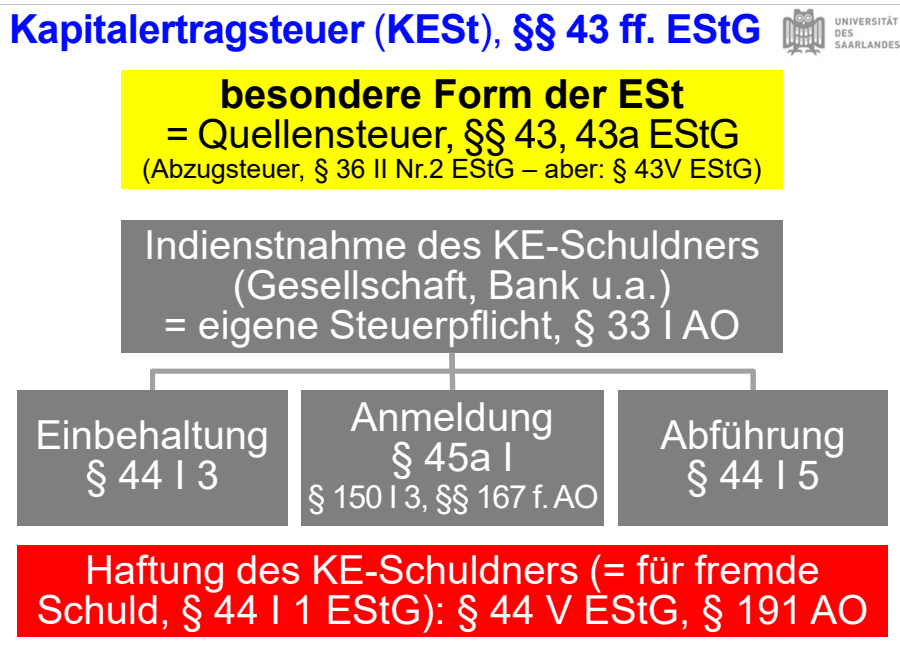 Kapitalertragsteuer (KESt), §§ 43 ff. EStG
UNIVERSITÄT
DES
SAARLANDES
besondere Form der ESt
= Quellensteuer, §§ 43, 43a EStG
(Abzugsteuer, § 36 II Nr.2 EStG – aber: § 43V EStG)
Indienstnahme des KE-Schuldners
(Gesellschaft, Bank u.a.)
= eigene Steuerpflicht, § 33 I AO
Einbehaltung
§ 44 I 3
Anmeldung
§ 45a I
§ 150 I 3, §§ 167 f. AO
Abführung
§ 44 I 5
Haftung des KE-Schuldners (= für fremde
Schuld, § 44 I 1 EStG): § 44 V EStG, § 191 AO